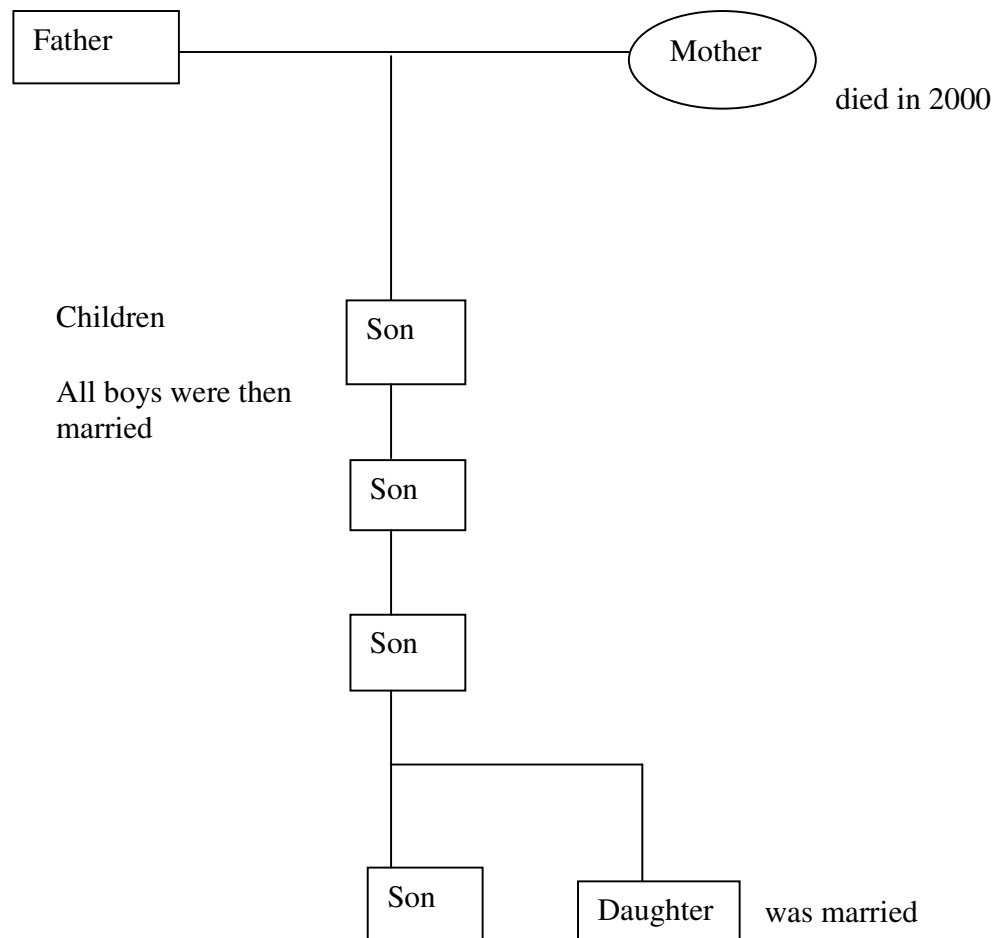 Father
Mother
died in 2000
Children
Son
All boys were then
married
Son
Son
Son
Daughter
was married